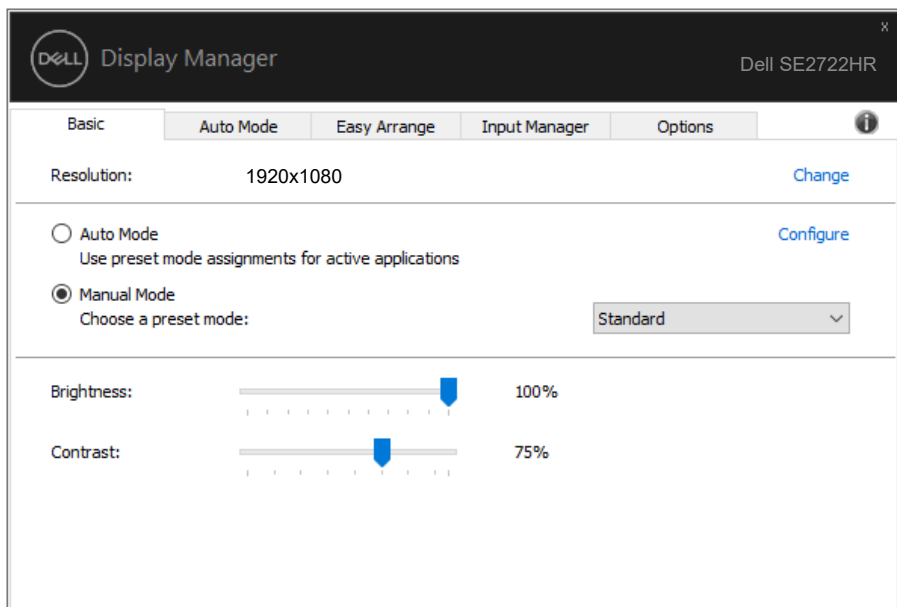 x
DELL Display Manager
Dell SE2722HR
Basic Auto Mode Easy Arrange Input Manager Options i
Resolution: 1920x1080 Change
Auto Mode Configure
Use preset mode assignments for active applications
Manual Mode
Choose a preset mode: Standard
Brightness: 100%
Contrast: 75%